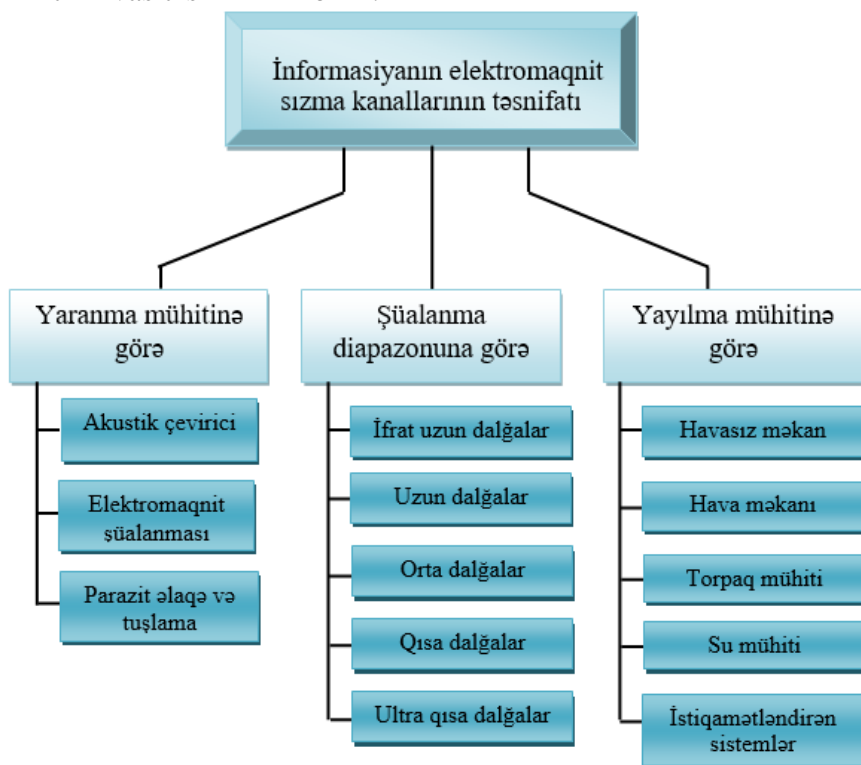 İnformasiyanın elektromaqnit
sızma kanallarının təsnifatı
Yaranma mühitinə
görə
Akustik çevirici
Elektromaqnit
şüalanması
Parazit əlaqə və
tuşlama
Şüalanma
diapazonuna görə
İfrat uzun dalğalar
Uzun dalğalar
Orta dalğalar
Qısa dalğalar
Ultra qısa dalğalar
Yayılma mühitinə
görə
Havasız məkan
Hava məkanı
Torpaq mühiti
Su mühiti
İstiqamətləndirən
sistemlər